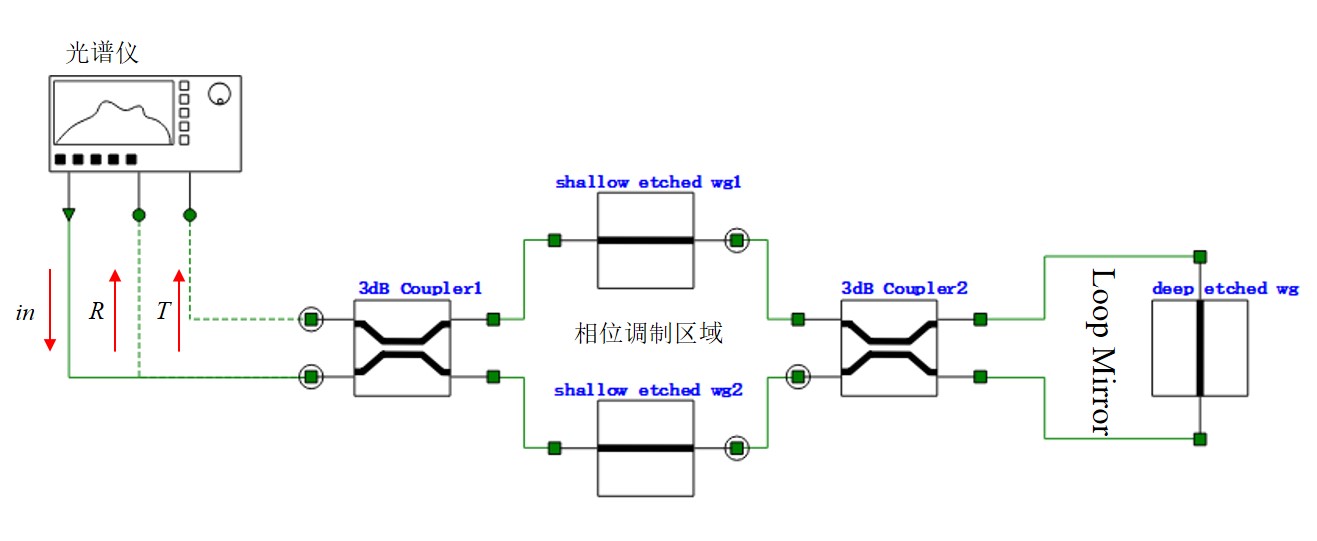 光谱仪
in
R
T
3dB Coupler1
shallow etched wg1
相位调制区域
shallow etched wg2
3dB Coupler2
Loop Mirror
deep etched wg